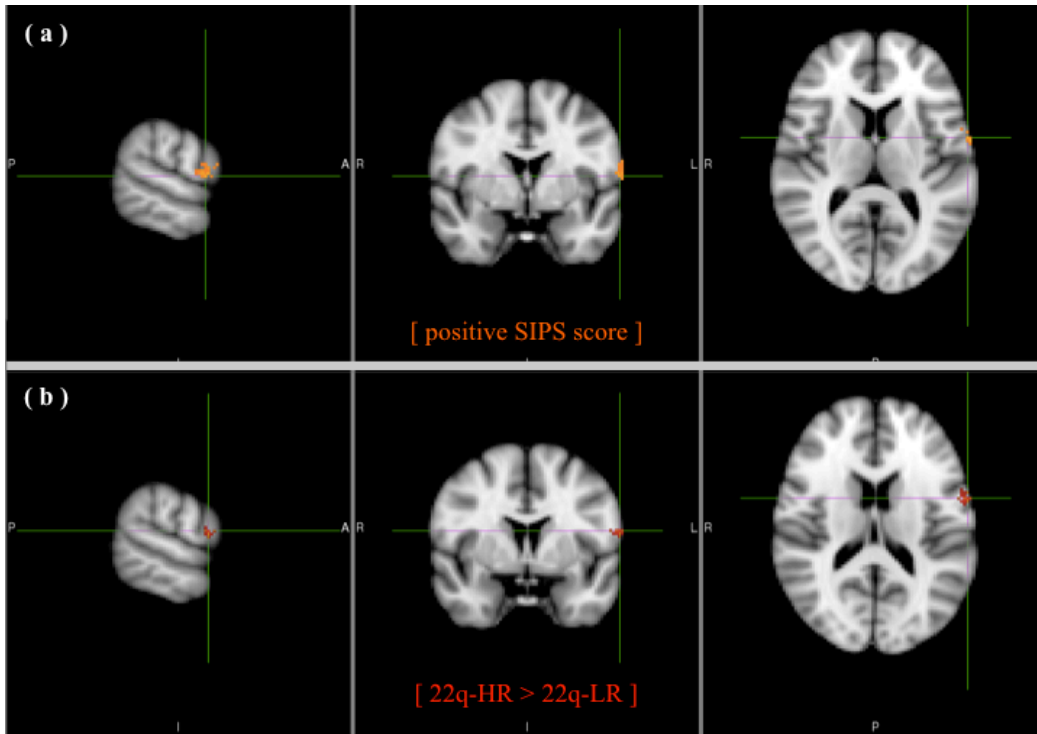 ( a )
P
A R
L R
[ positive SIPS score ]
I
I
( b )
P
A R
L R
[ 22q-HR > 22q-LR ]
I
I
P